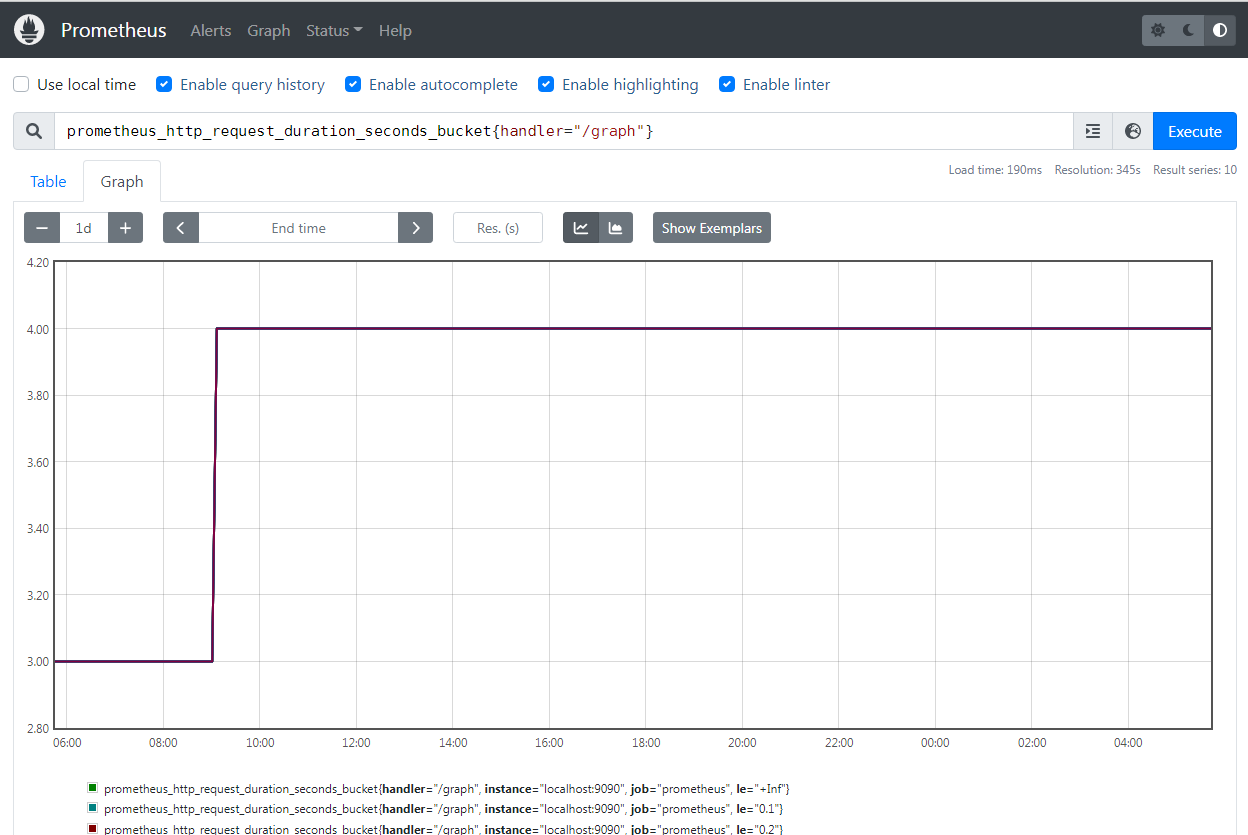 Prometheus Alerts Graph Status Help
Use local time Enable query history Enable autocomplete Enable highlighting Enable linter
prometheus_http_request_duration_seconds_bucket{handler="/graph"} Execute
Table Graph Load time: 190ms Resolution: 345s Result series: 10
1d End time Res. (s) Show Exemplars
4.20
4.00
3.80
3.60
3.40
3.20
3.00
2.80
06:00 08:00 10:00 12:00 14:00 16:00 18:00 20:00 22:00 00:00 02:00 04:00
prometheus_http_request_duration_seconds_bucket{handler="/graph", instance="localhost:9090", job="prometheus", le="+Inf"}
prometheus_http_request_duration_seconds_bucket{handler="/graph", instance="localhost:9090", job="prometheus", le="0.1"}
prometheus_http_request_duration_seconds_bucket{handler="/graph", instance="localhost:9090", job="prometheus", le="0.2"}